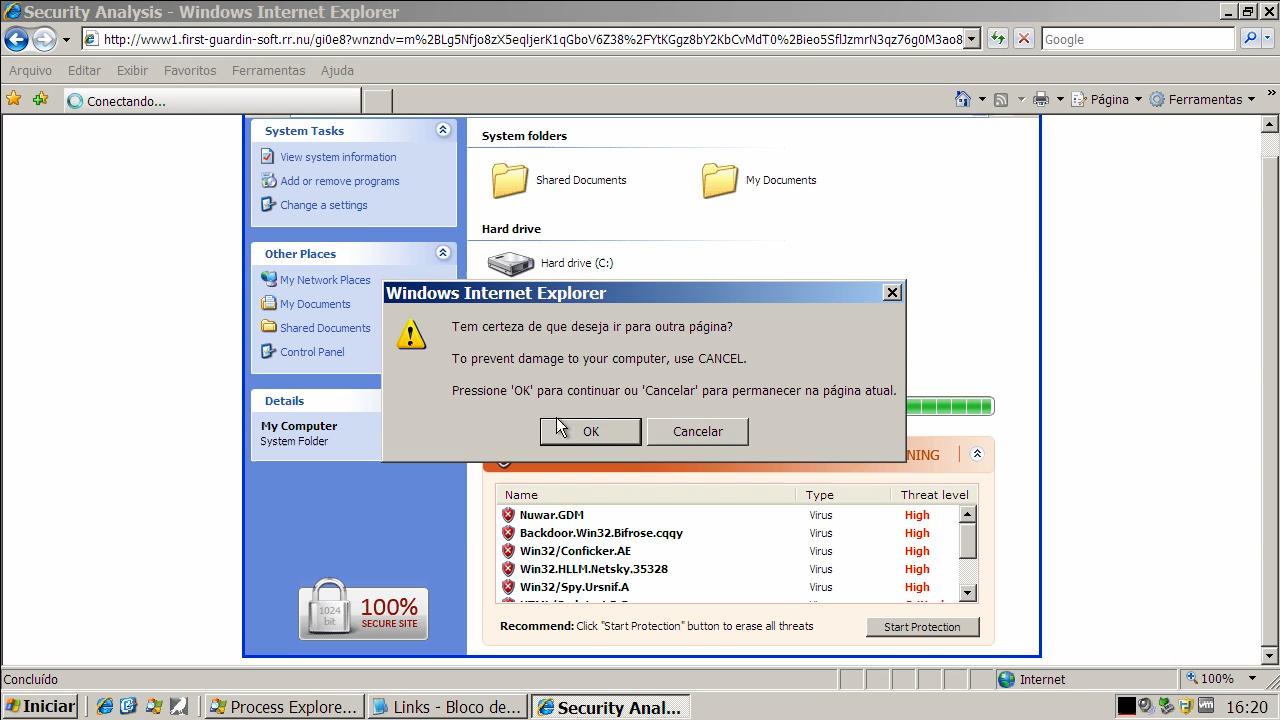 Security Analysis - Windows Internet Explorer
http://www1.first-guardin-soft.rr.nu/gi0e8?wnzndv=m%2BLg5Nfjo8zX5eqljerK1qGboV6Z38%2FYtKGgz8bY2KbCvMdT0%2Bieo5SflJzmrN3qz76g0M3ao8
Google
Arquivo Editar Exibir Favoritos Ferramentas Ajuda
Conectando...
Página Ferramentas »
System Tasks
View system information
Add or remove programs
Change a settings
Other Places
My Network Places
My Documents
Shared Documents
Control Panel
Details
My Computer
System Folder
1024
bit
100%
SECURE SITE
System folders
Shared Documents My Documents
Hard drive
Hard drive (C:)
Windows Internet Explorer
Tem certeza de que deseja ir para outra página?
To prevent damage to your computer, use CANCEL.
Pressione 'OK' para continuar ou 'Cancelar' para permanecer na página atual.
OK Cancelar
Name Type Threat level
Nuwar.GDM Virus High
Backdoor.Win32.Bifrose.cqqy Virus High
Win32/Conficker.AE Virus High
Win32.HLLM.Netsky.35328 Virus High
Win32/Spy.Ursnif.A Virus High
Recommend: Click "Start Protection" button to erase all threats
Start Protection
Concluído
Internet
100%
Iniciar
Process Explore...
Links - Bloco de...
Security Anal...
16:20